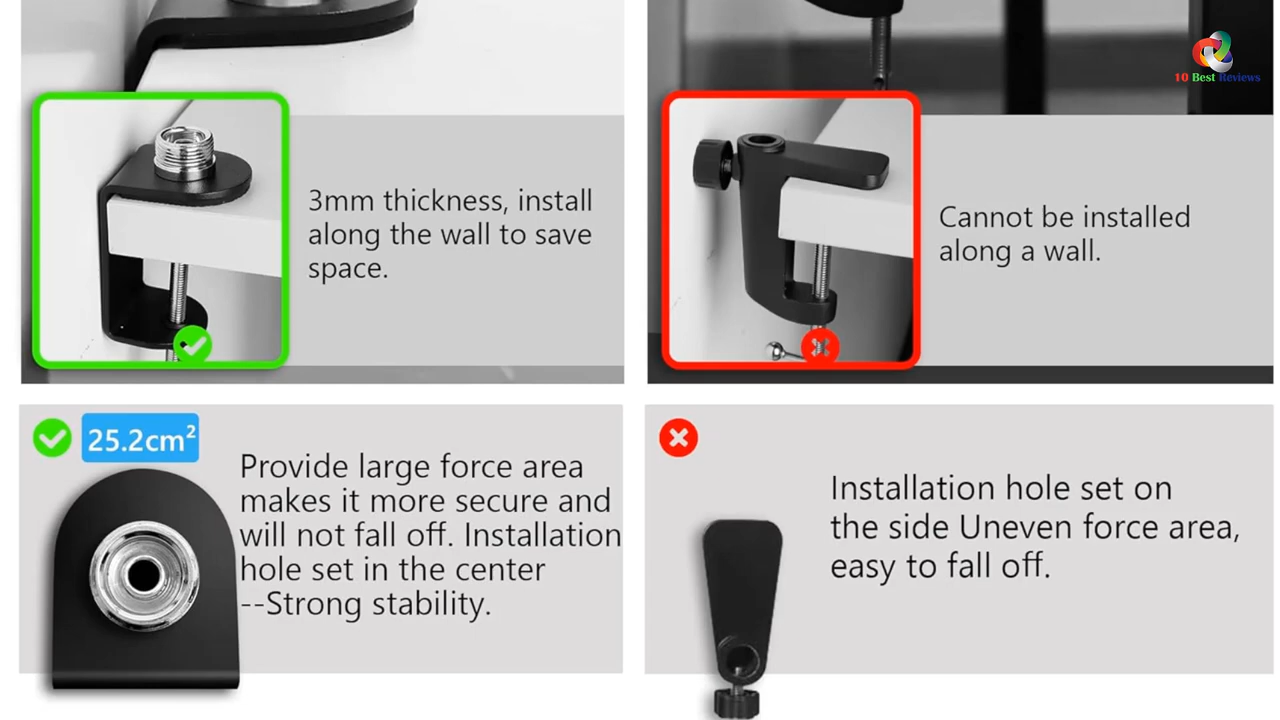 10 Best Reviews
3mm thickness, install
along the wall to save
space.
Cannot be installed
along a wall.
25.2cm²
Provide large force area
makes it more secure and
will not fall off. Installation
hole set in the center
--Strong stability.
Installation hole set on
the side Uneven force area,
easy to fall off.